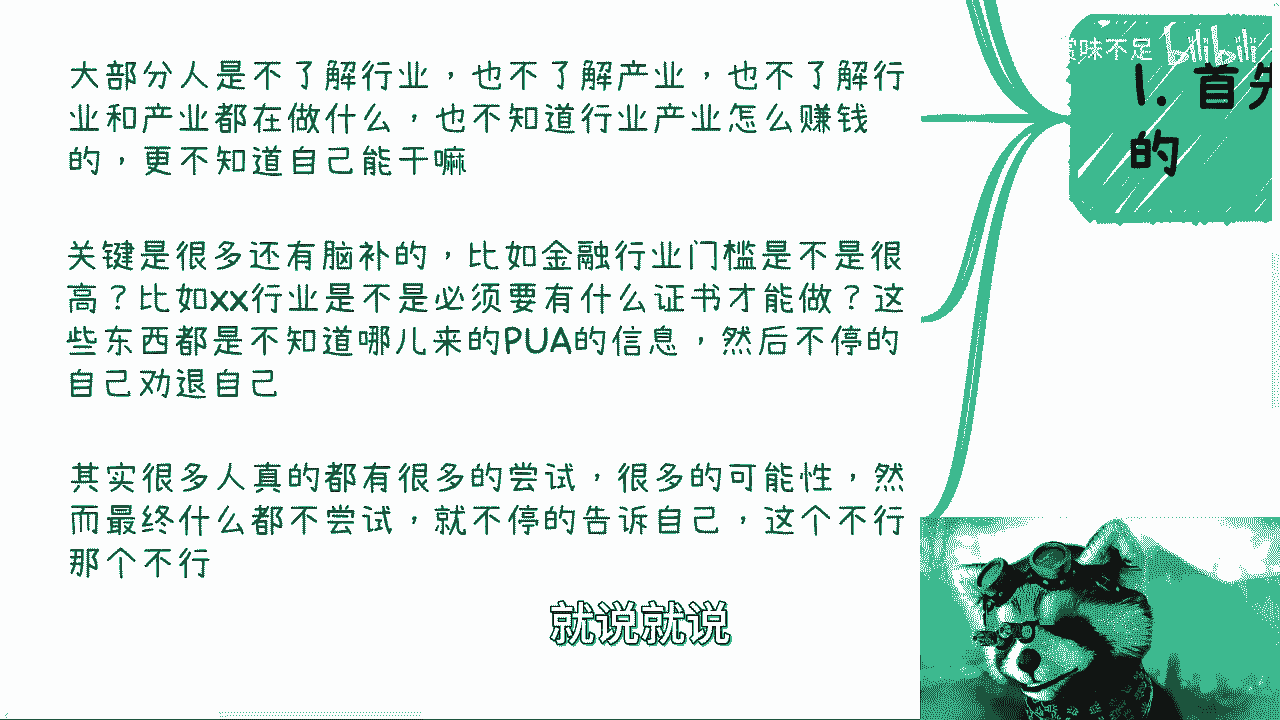 大部分人是不了解行业，也不了解产业，也不了解行
业和产业都在做什么，也不知道行业产业怎么赚钱
的，更不知道自己能干嘛
关键是很多还有脑补的，比如金融行业门槛是不是很
高？比如xx行业是不是必须要有什么证书才能做？这
些东西都是不知道哪儿来的PUA的信息，然后不停的
自己劝退自己
其实很多人真的都有很多的尝试，很多的可能性，然
而最终什么都不尝试，就不停的告诉自己，这个不行
那个不行
赏味不足 bilibili
1. 首先
的
就说就说